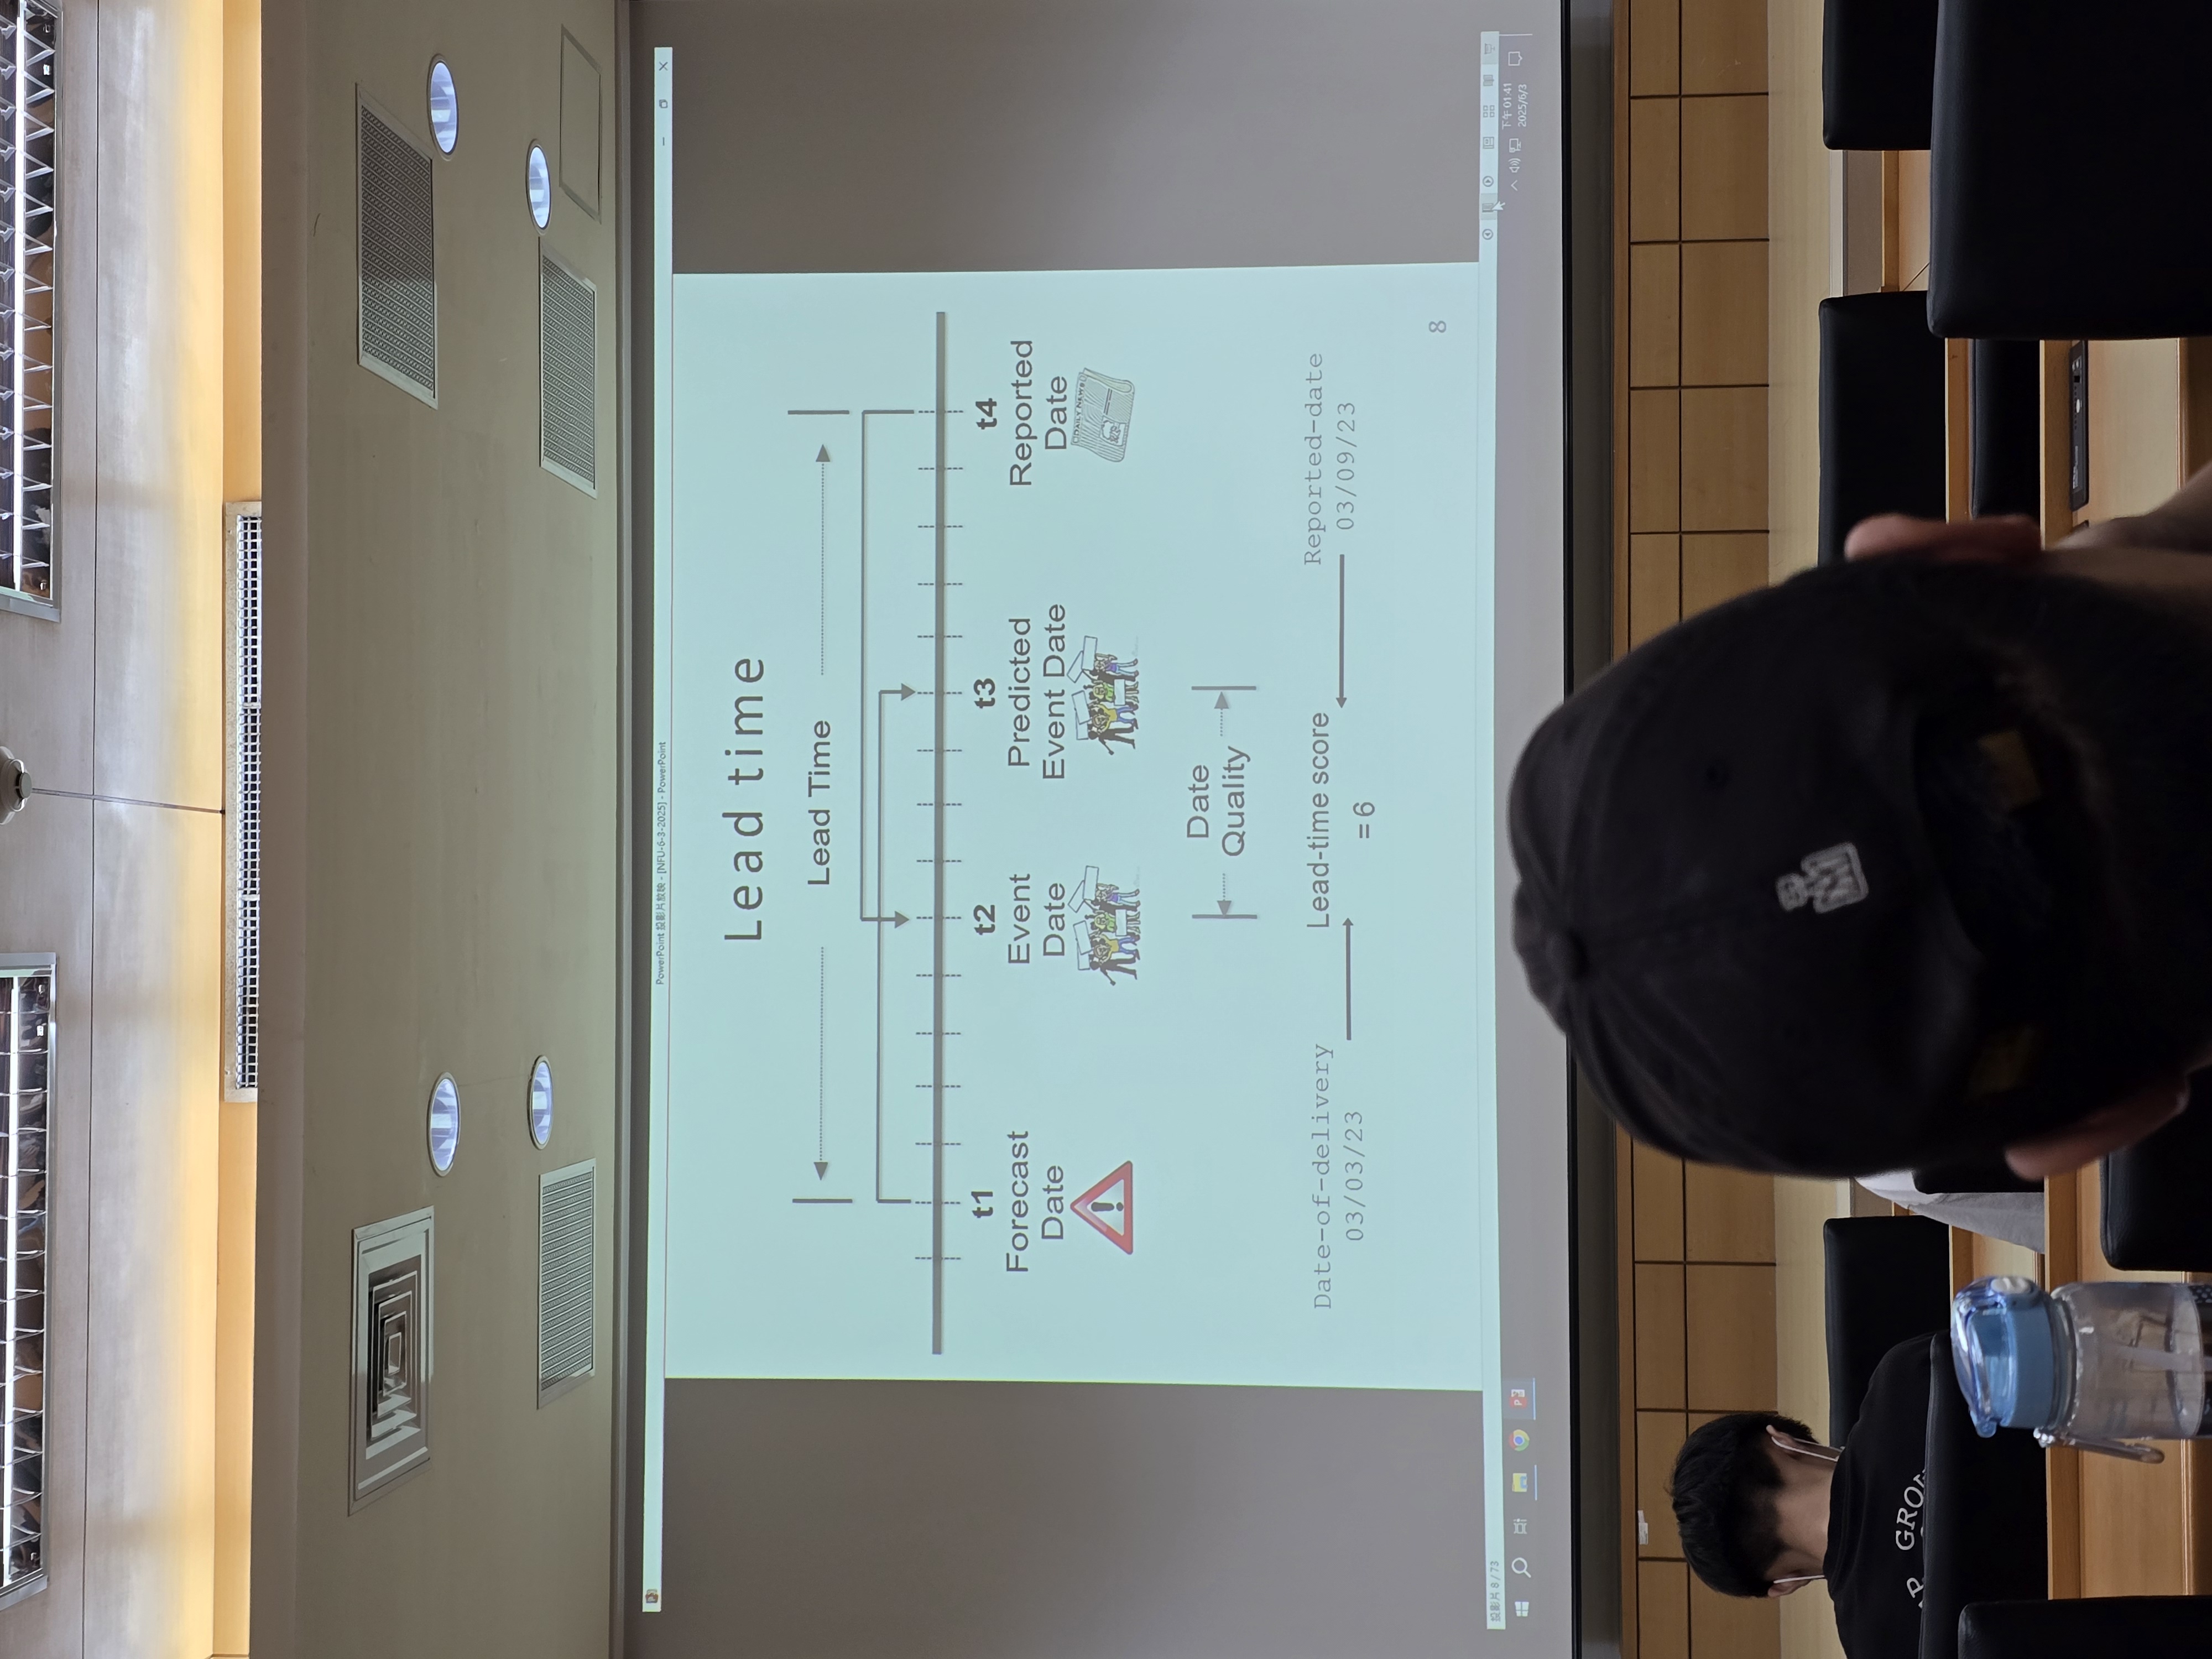 PowerPoint 投影片放映 - [NFU-6-3-2025] - PowerPoint
Lead time
Lead Time
t1
Forecast
Date
t2
Event
Date
t3
Predicted
Event Date
t4
Reported
Date
DAILY NEWS
Date
Quality
Date-of-delivery
03/03/23
Lead-time score
= 6
Reported-date
03/09/23
8
投影片 8 / 73
下午 01:41
2025/6/3